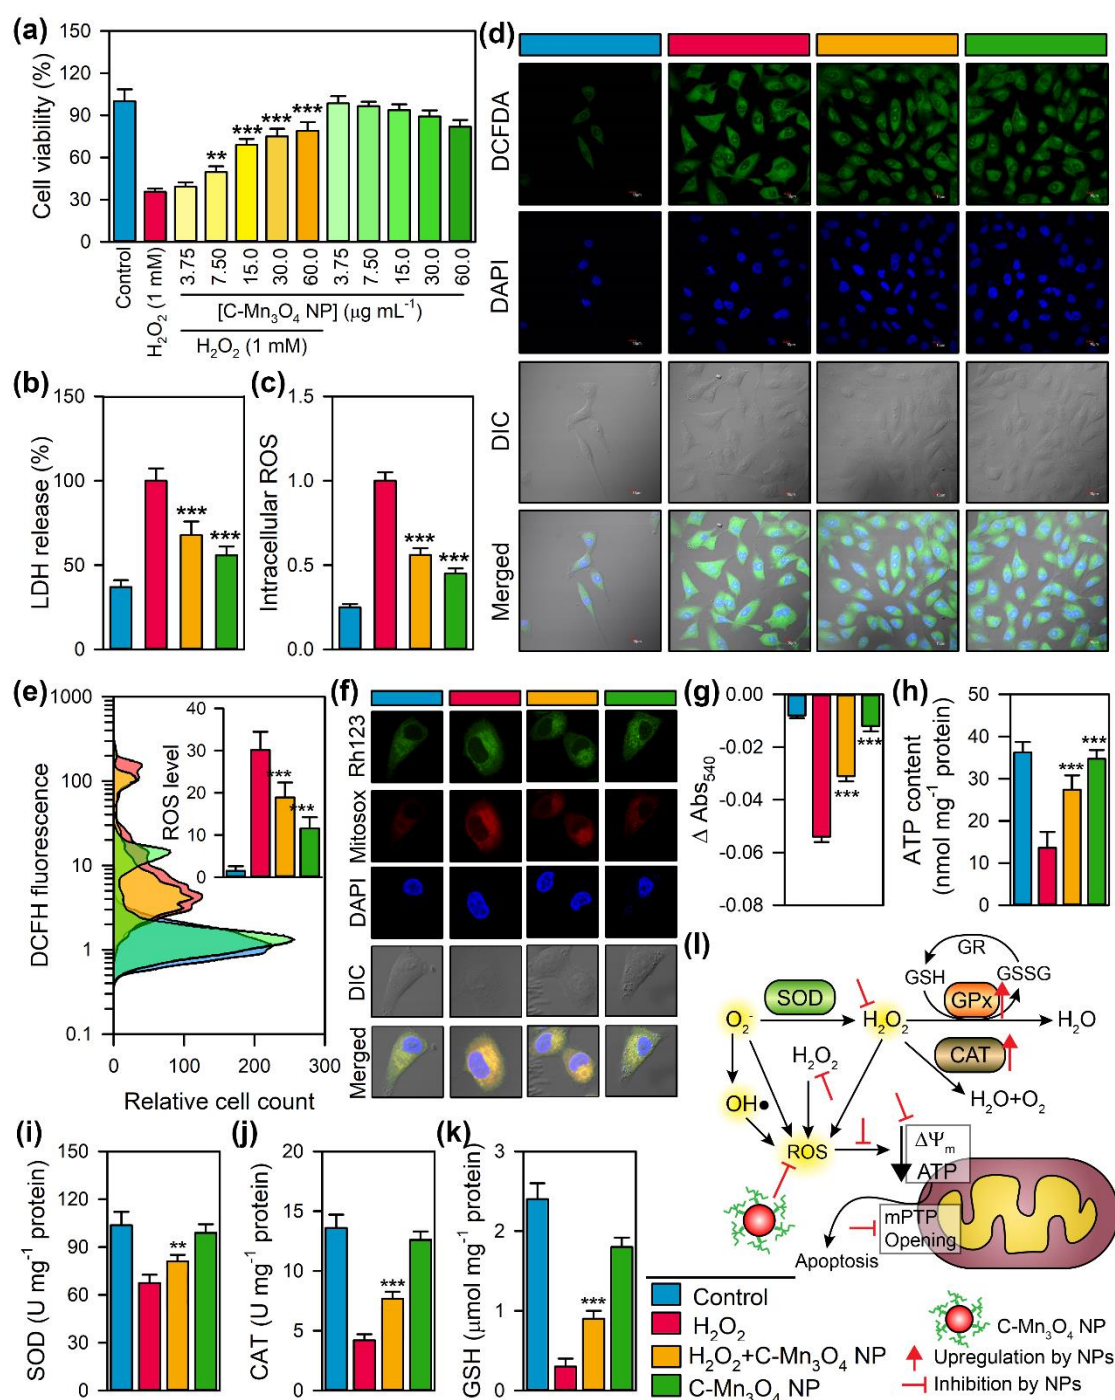 (a)
Cell viability (%)
150
120
90
60
30
0
***
***
***
**
Control
H₂O₂ (1 mM)
3.75
7.50
15.0
30.0
60.0
3.75
7.50
15.0
30.0
60.0
[C-Mn₃O₄ NP] (μg mL⁻¹)
H₂O₂ (1 mM)
(b)
LDH release (%)
150
100
50
0
***
***
(c)
Intracellular ROS
1.5
1.0
0.5
0.0
***
***
(d)
DCFDA
DAPI
DIC
Merged
(e)
DCFH fluorescence
1000
100
10
1
0.1
0
100
200
300
Relative cell count
ROS level
40
30
20
10
0
***
***
(f)
Rh123
Mitosox
DAPI
DIC
Merged
(g)
Δ Abs₅₄₀
0.00
-0.02
-0.04
-0.06
-0.08
***
***
(h)
ATP content
(nmol mg⁻¹ protein)
50
40
30
20
10
0
***
***
(i)
SOD (U mg⁻¹ protein)
150
120
90
60
30
0
**
(j)
CAT (U mg⁻¹ protein)
20
15
10
5
0
***
(k)
GSH (μmol mg⁻¹ protein)
3
2
1
0
***
Control
H₂O₂
H₂O₂+C-Mn₃O₄ NP
C-Mn₃O₄ NP
(l)
GR
GSH
GSSG
GPx
SOD
O₂⁻
H₂O₂
H₂O
CAT
H₂O₂
H₂O+O₂
OH●
ROS
ΔΨₘ
ATP
mPTP
Opening
Apoptosis
C-Mn₃O₄ NP
Upregulation by NPs
Inhibition by NPs